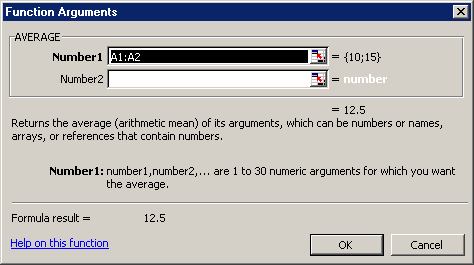 Function Arguments
AVERAGE
Number1 A1:A2 = {10;15}
Number2 = number
= 12.5
Returns the average (arithmetic mean) of its arguments, which can be numbers or names,
arrays, or references that contain numbers.
Number1: number1,number2,... are 1 to 30 numeric arguments for which you want
the average.
Formula result = 12.5
Help on this function
OK Cancel